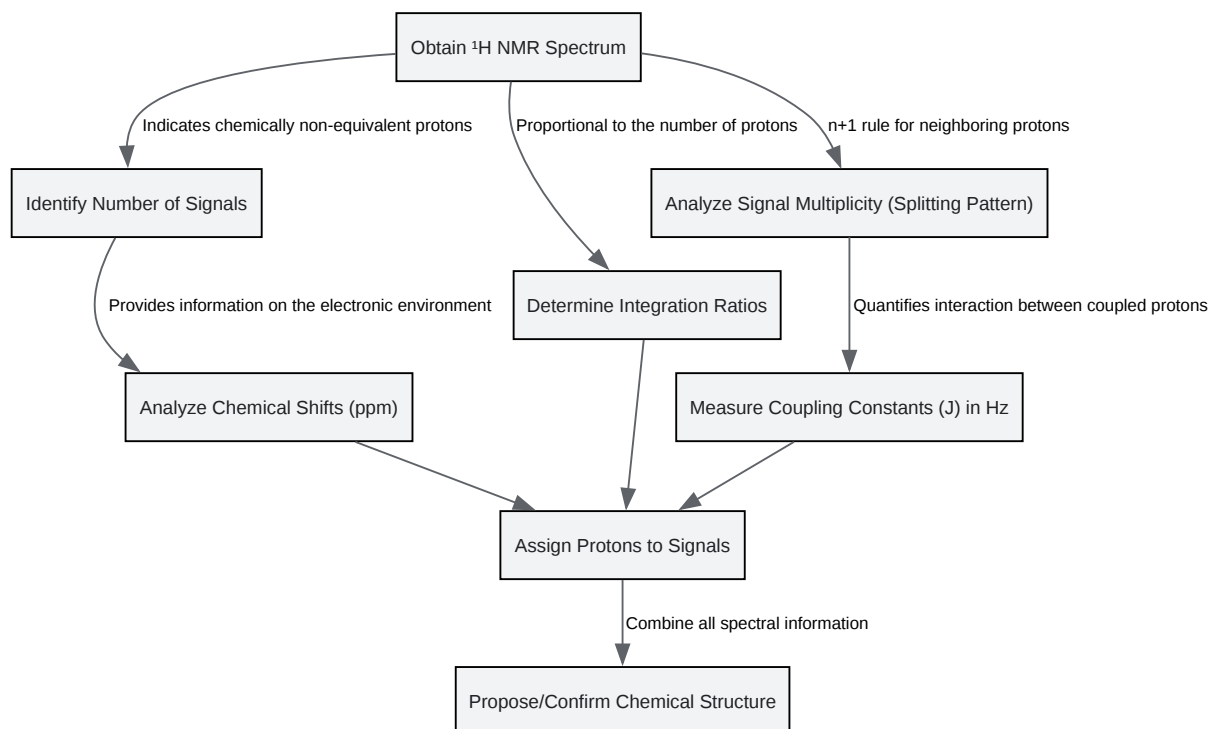 Obtain ¹H NMR Spectrum
Indicates chemically non-equivalent protons
Proportional to the number of protons
n+1 rule for neighboring protons
Identify Number of Signals
Analyze Signal Multiplicity (Splitting Pattern)
Provides information on the electronic environment
Determine Integration Ratios
Quantifies interaction between coupled protons
Analyze Chemical Shifts (ppm)
Measure Coupling Constants (J) in Hz
Assign Protons to Signals
Combine all spectral information
Propose/Confirm Chemical Structure